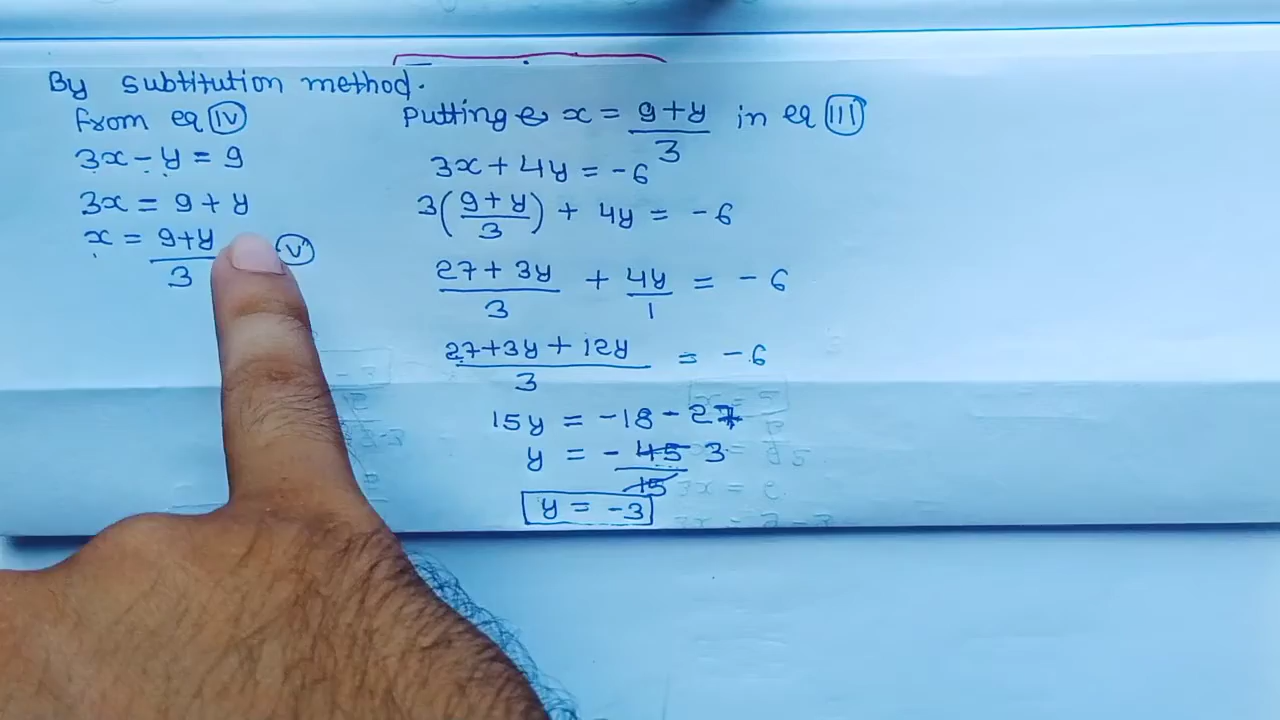 By subtitution method.
from eq IV
3x - y = 9
3x = 9 + y
x = 9+y/3 V
Putting x = 9+y/3 in eq III
3x + 4y = -6
3(9+y/3) + 4y = -6
27 + 3y/3 + 4y/1 = -6
27+3y+12y/3 = -6
15y = -18 - 27
y = -45/15 3
y = -3